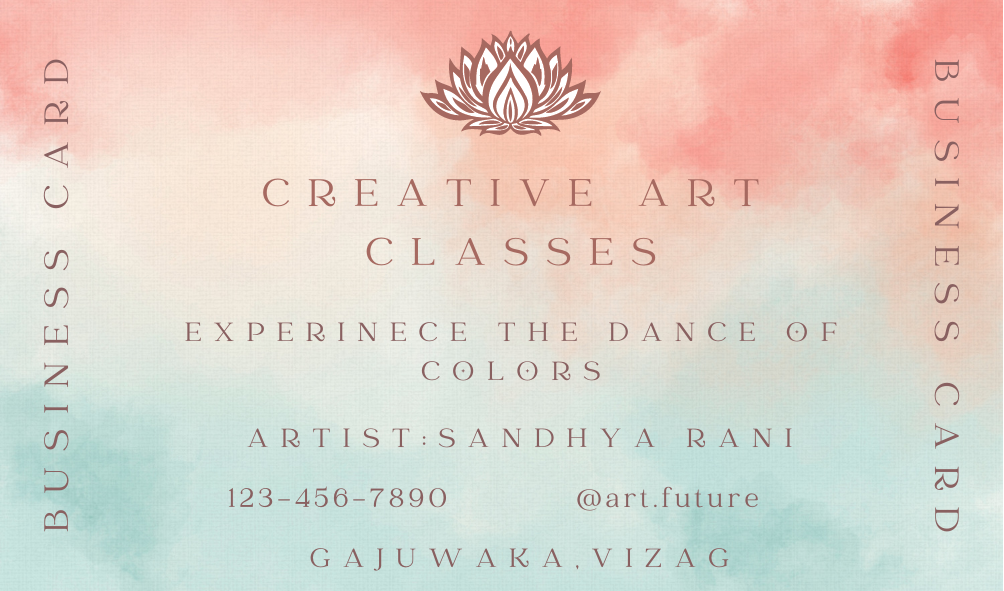 BUSINESS CARD
CREATIVE ART
CLASSES
EXPERINECE THE DANCE OF
COLORS
ARTIST:SANDHYA RANI
123-456-7890 @art.future
GAJUWAKA,VIZAG
BUSINESS CARD